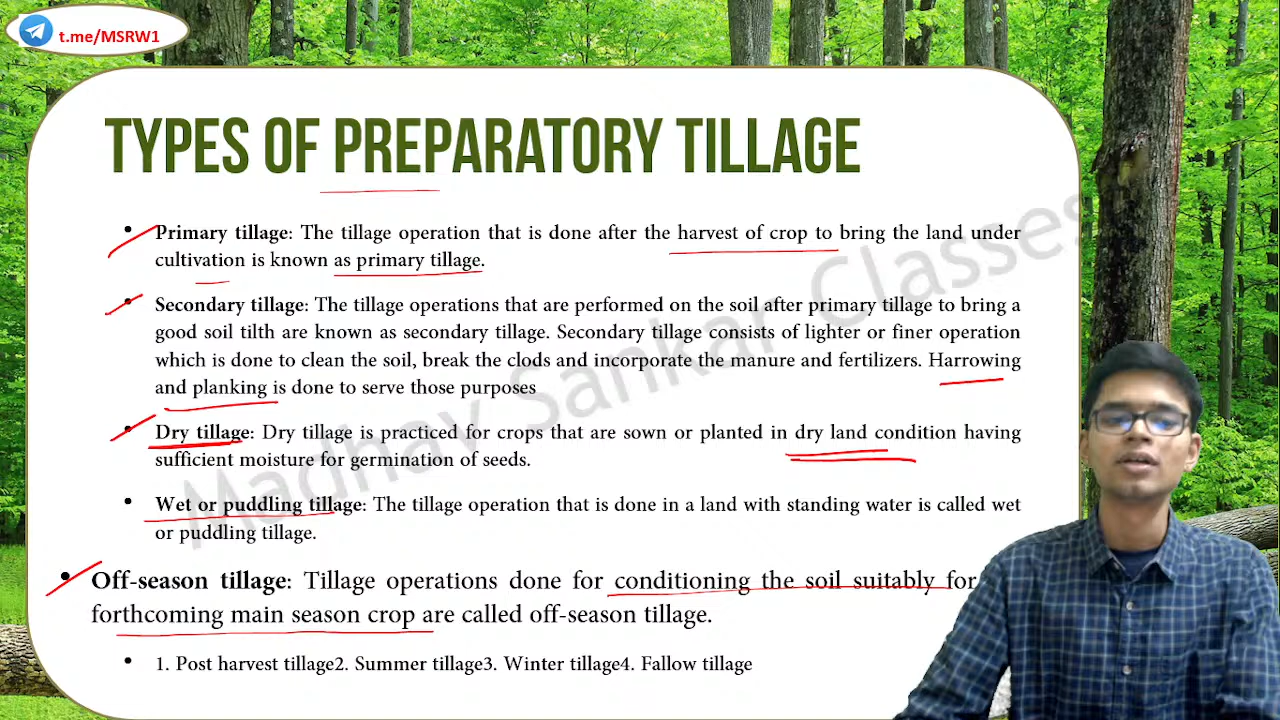 t.me/MSRW1
TYPES OF PREPARATORY TILLAGE
• Primary tillage: The tillage operation that is done after the harvest of crop to bring the land under
cultivation is known as primary tillage.
• Secondary tillage: The tillage operations that are performed on the soil after primary tillage to bring a
good soil tilth are known as secondary tillage. Secondary tillage consists of lighter or finer operation
which is done to clean the soil, break the clods and incorporate the manure and fertilizers. Harrowing
and planking is done to serve those purposes
• Dry tillage: Dry tillage is practiced for crops that are sown or planted in dry land condition having
sufficient moisture for germination of seeds.
• Wet or puddling tillage: The tillage operation that is done in a land with standing water is called wet
or puddling tillage.
• Off-season tillage: Tillage operations done for conditioning the soil suitably for
forthcoming main season crop are called off-season tillage.
• 1. Post harvest tillage2. Summer tillage3. Winter tillage4. Fallow tillage
Madhav Sankar Classes